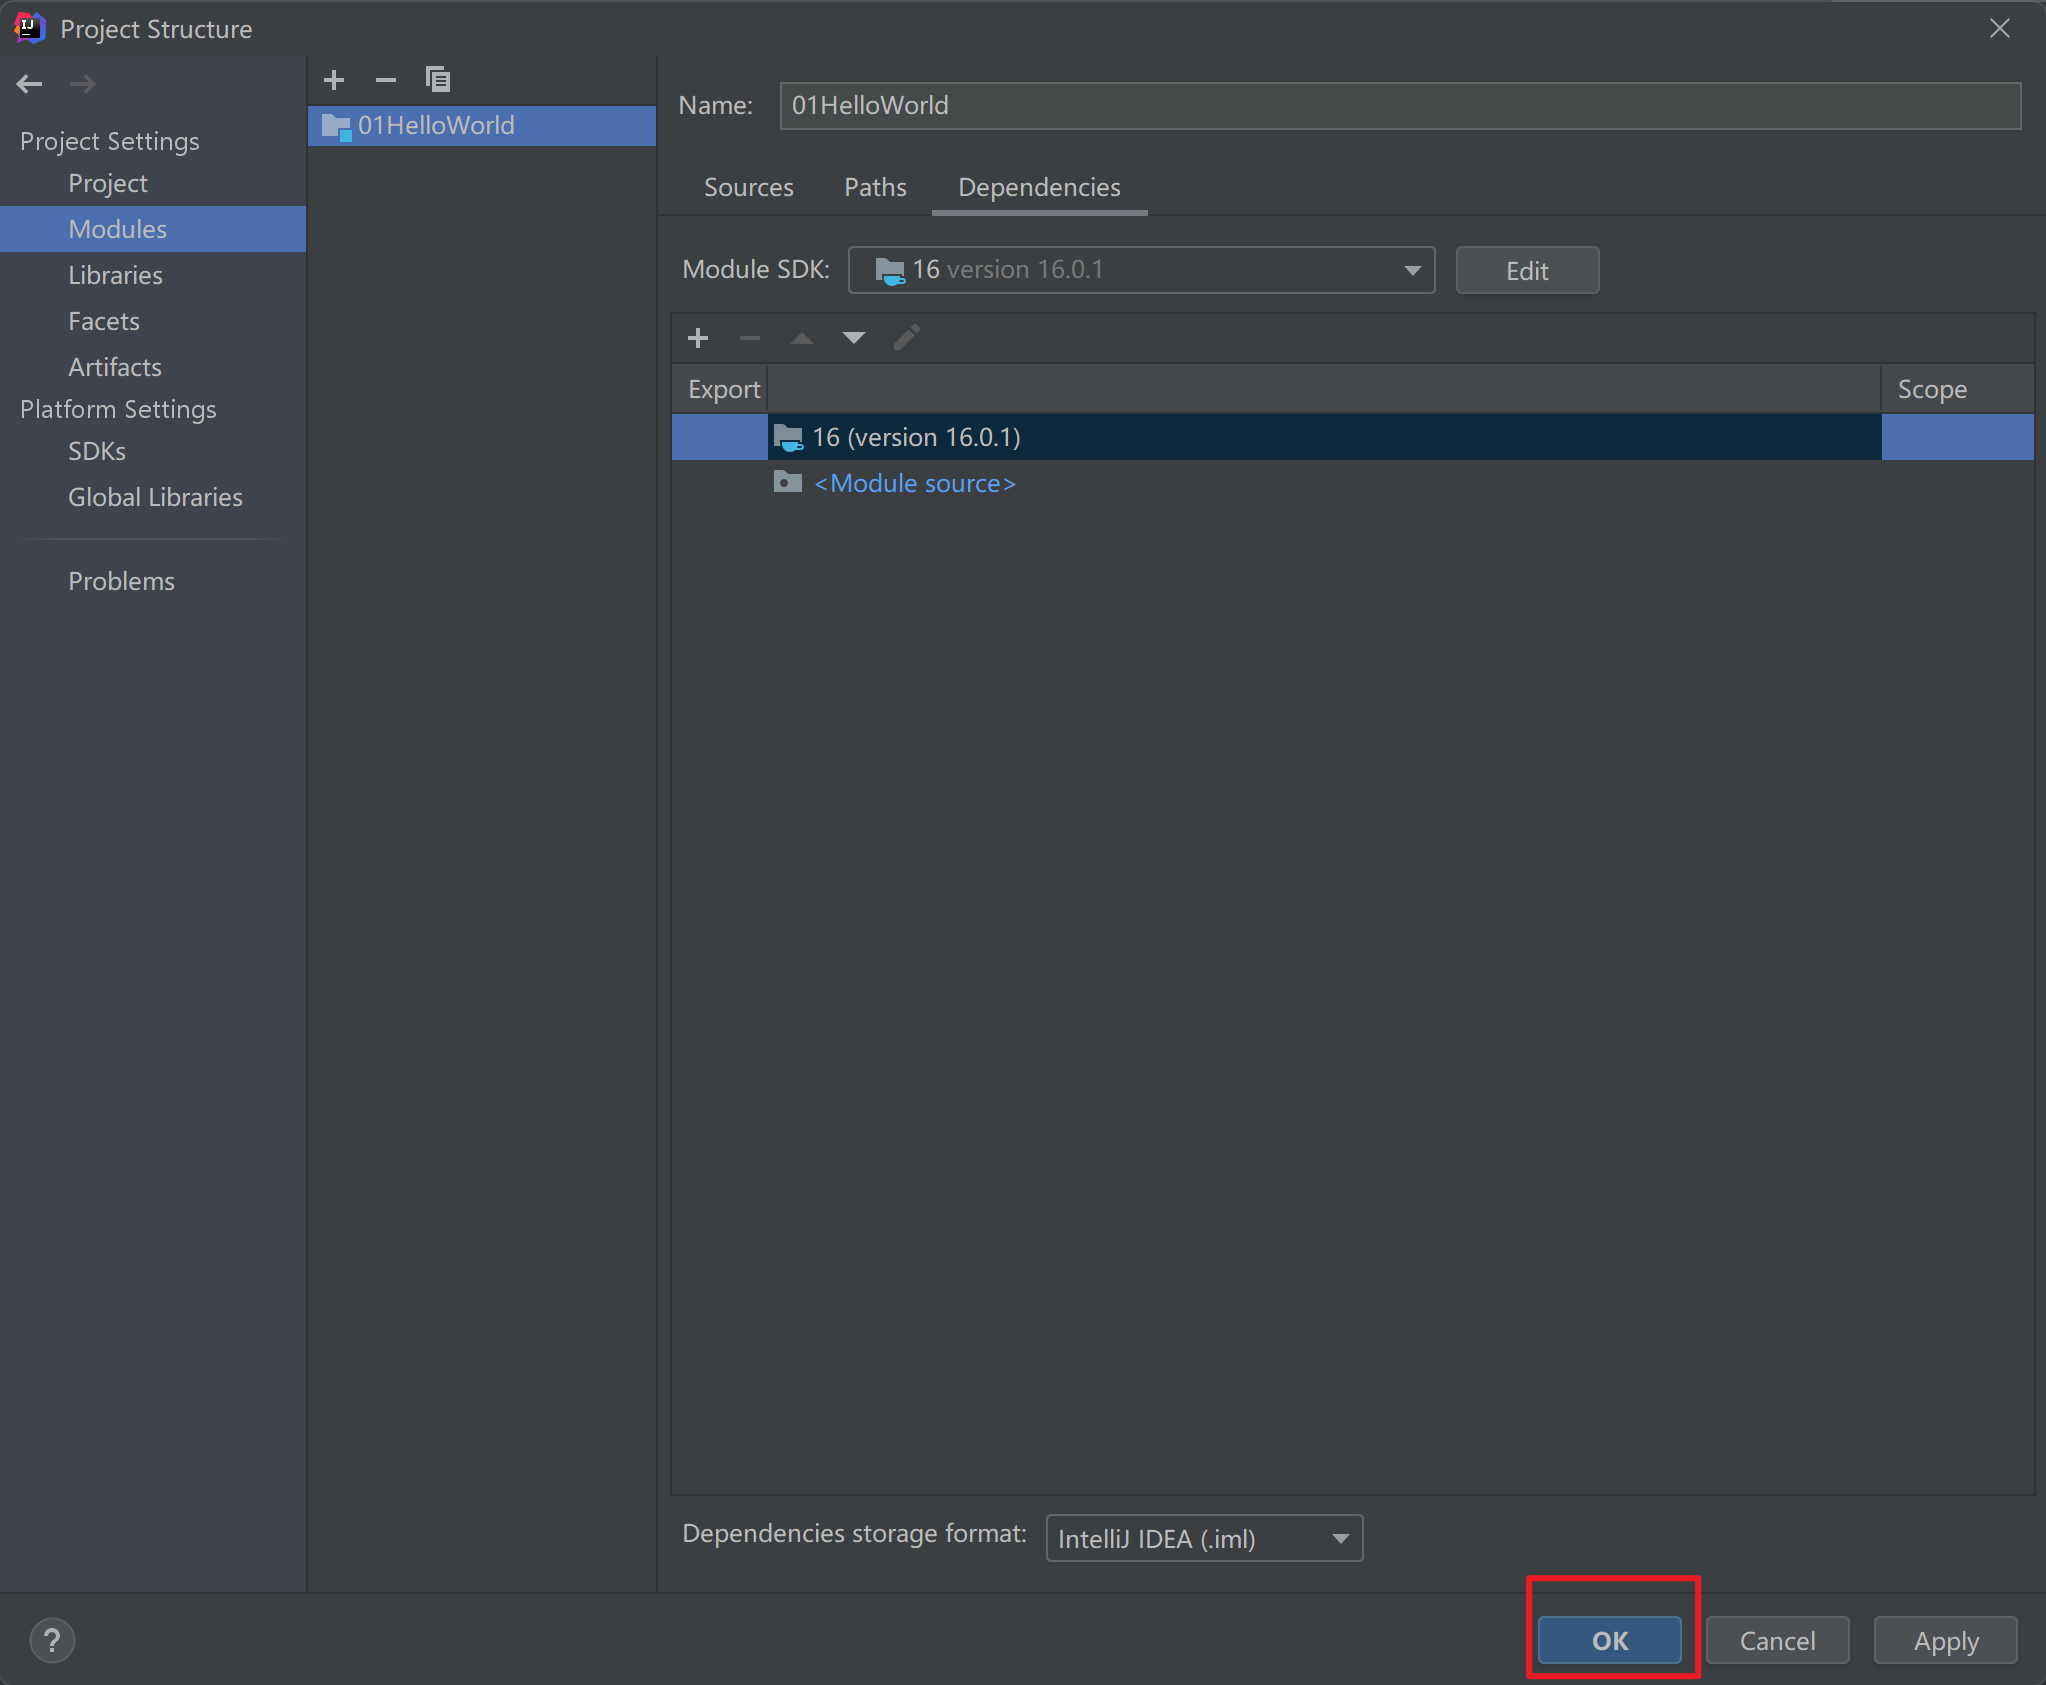 Project Structure
Project Settings
Project
Modules
Libraries
Facets
Artifacts
Platform Settings
SDKs
Global Libraries
Problems
01HelloWorld
Name: 01HelloWorld
Sources Paths Dependencies
Module SDK: 16 version 16.0.1 Edit
Export Scope
16 (version 16.0.1)
<Module source>
Dependencies storage format: IntelliJ IDEA (.iml)
? OK Cancel Apply